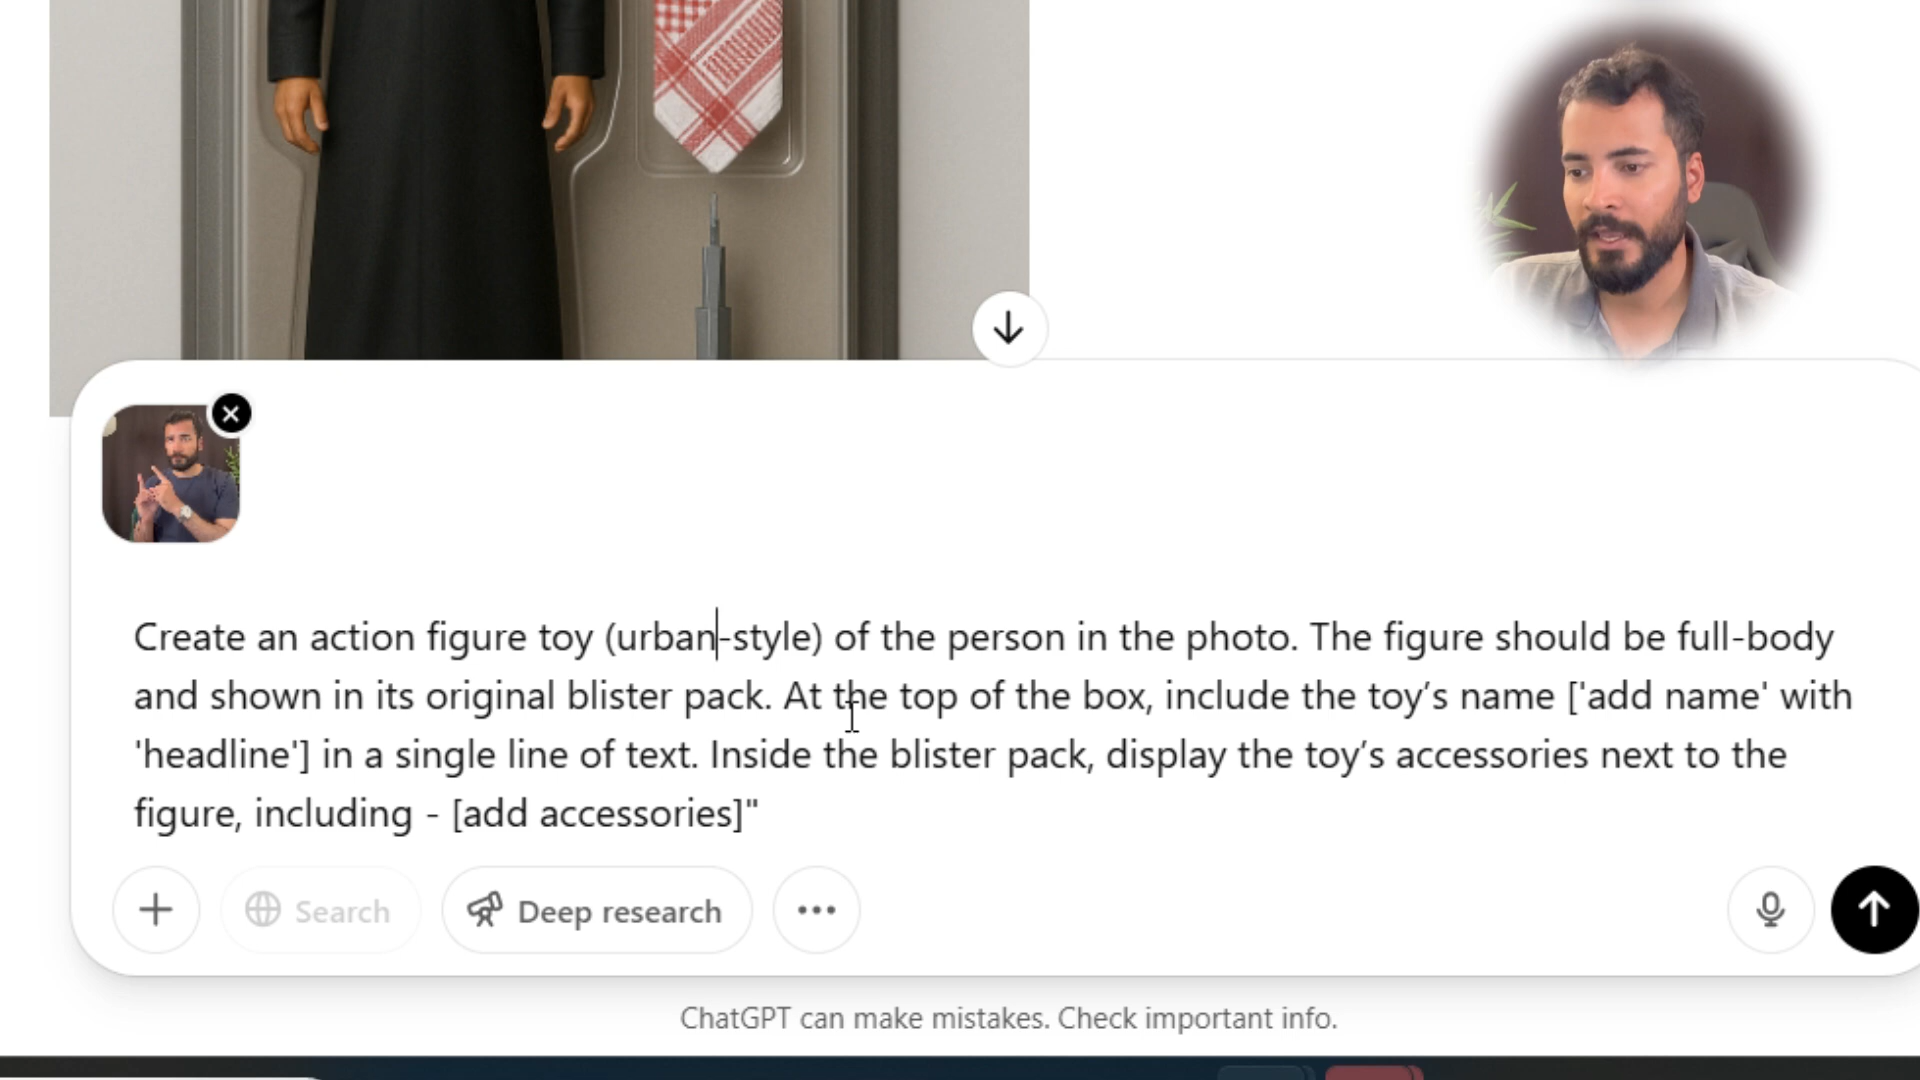 Create an action figure toy (urban-style) of the person in the photo. The figure should be full-body
and shown in its original blister pack. At the top of the box, include the toy’s name ['add name' with
'headline'] in a single line of text. Inside the blister pack, display the toy’s accessories next to the
figure, including - [add accessories]"
Search
Deep research
ChatGPT can make mistakes. Check important info.